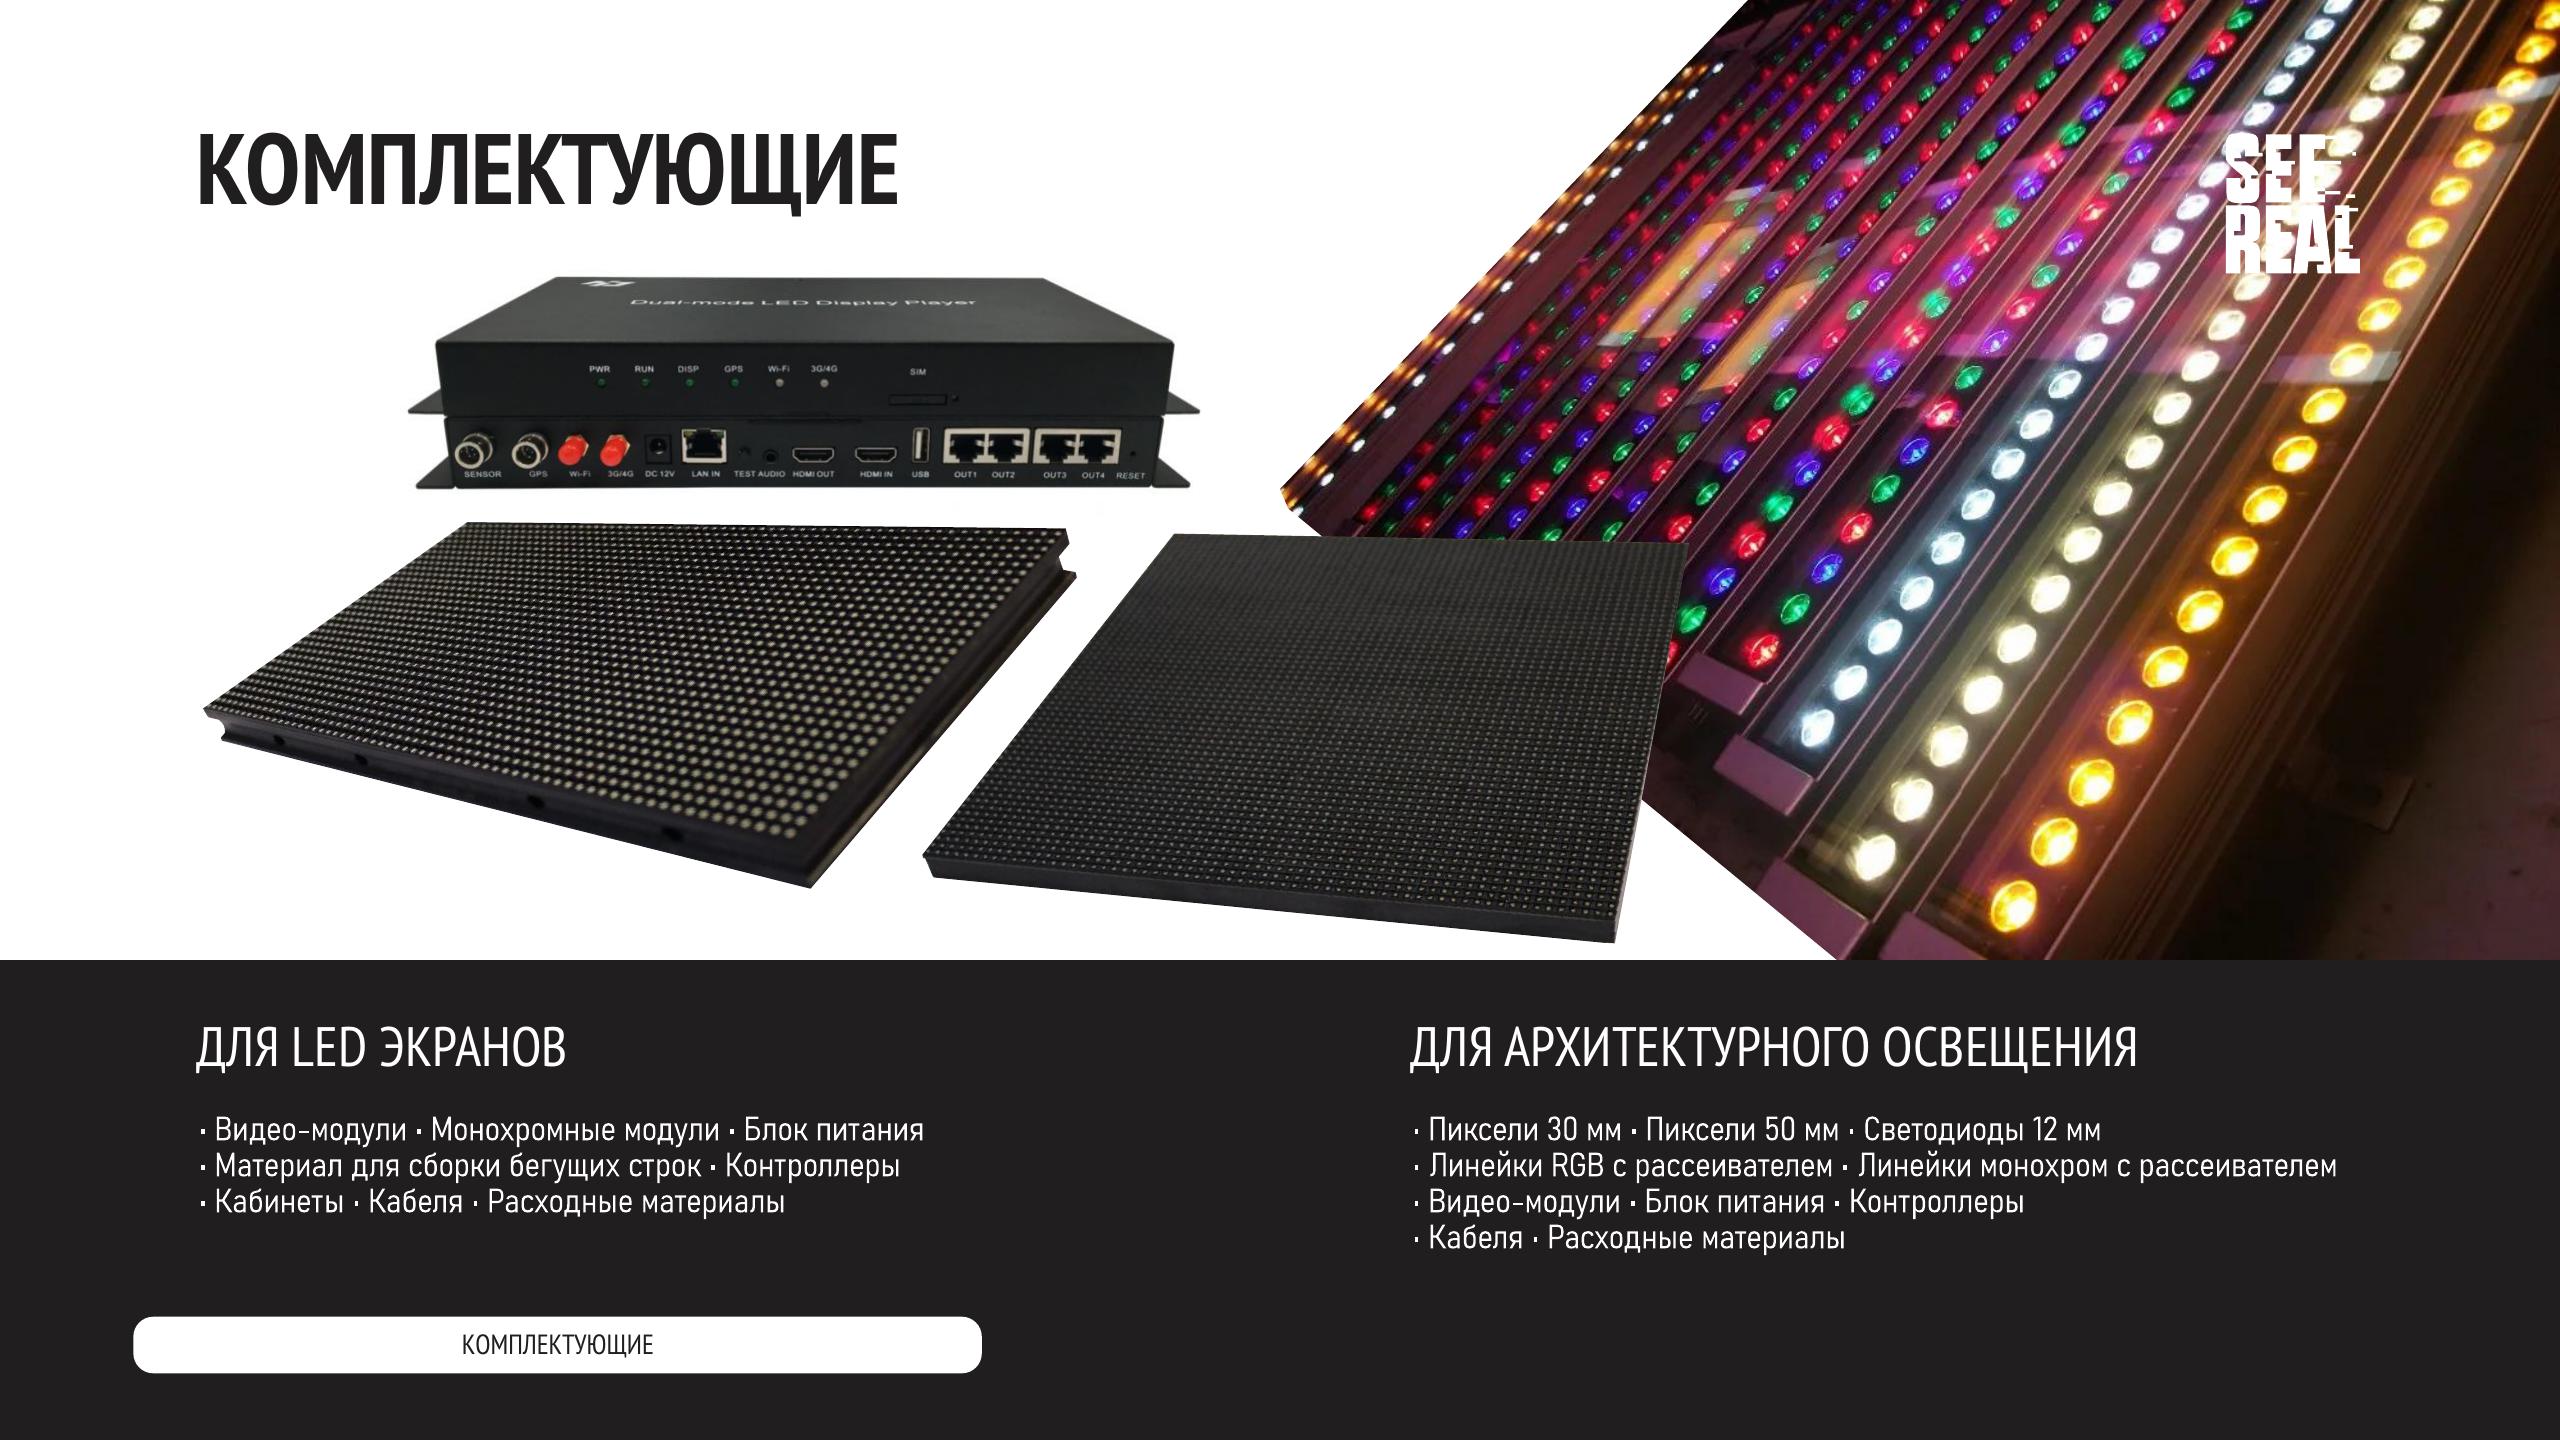 КОМПЛЕКТУЮЩИЕ
SEE
REAL
Dual-mode LED Display Player
PWR RUN DISP GPS Wi-Fi 3G/4G SIM
SENSOR GPS Wi-Fi 3G/4G DC 12V LAN IN TEST AUDIO HDMI OUT HDMI IN USB OUT1 OUT2 OUT3 OUT4 RESET
ДЛЯ LED ЭКРАНОВ
· Видео-модули · Монохромные модули · Блок питания
· Материал для сборки бегущих строк · Контроллеры
· Кабинеты · Кабеля · Расходные материалы
ДЛЯ АРХИТЕКТУРНОГО ОСВЕЩЕНИЯ
· Пиксели 30 мм · Пиксели 50 мм · Светодиоды 12 мм
· Линейки RGB с рассеивателем · Линейки монохром с рассеивателем
· Видео-модули · Блок питания · Контроллеры
· Кабеля · Расходные материалы
КОМПЛЕКТУЮЩИЕ